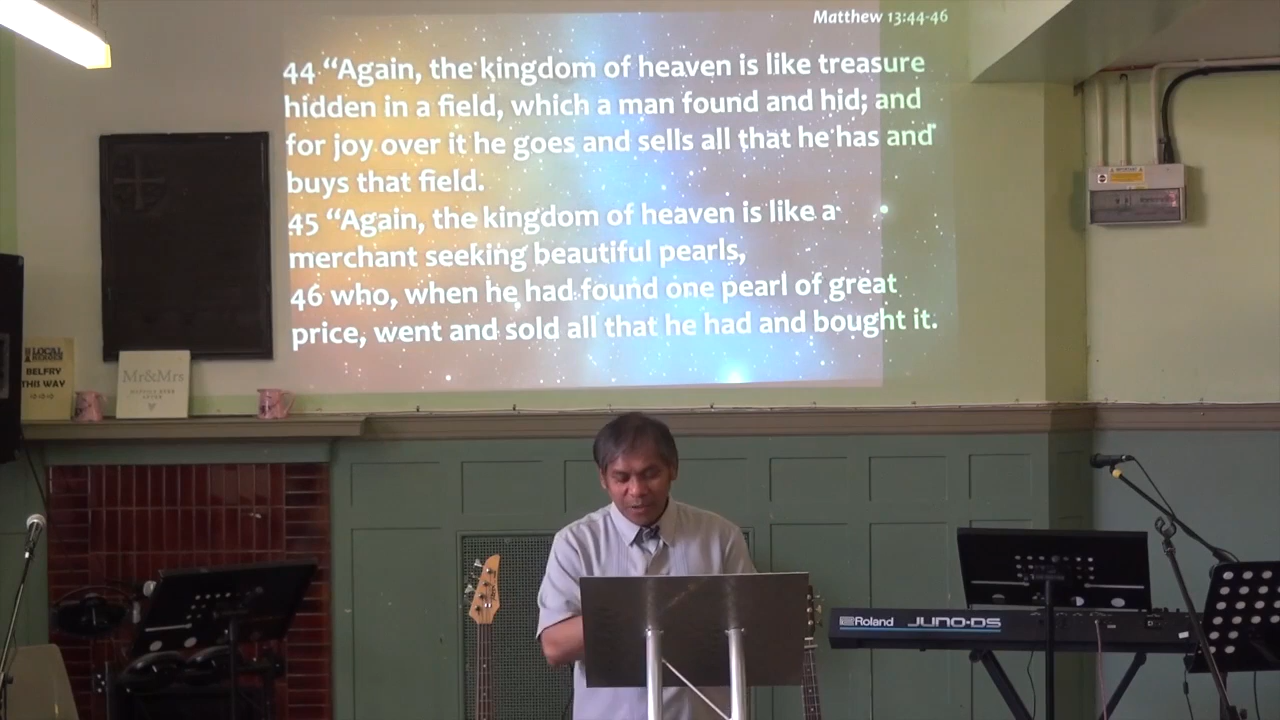 Matthew 13:44-46
44 “Again, the kingdom of heaven is like treasure
hidden in a field, which a man found and hid; and
for joy over it he goes and sells all that he has and
buys that field.
45 “Again, the kingdom of heaven is like a
merchant seeking beautiful pearls,
46 who, when he had found one pearl of great
price, went and sold all that he had and bought it.
LOCAL
BELFRY
THIS WAY
Mr&Mrs
Roland JUNO-DS